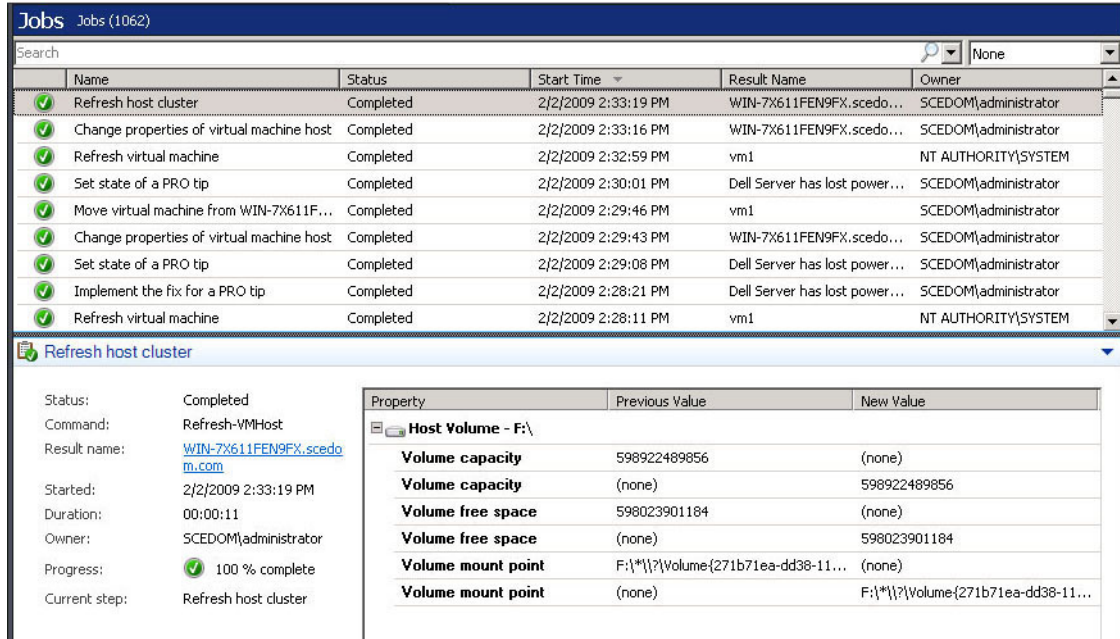 Jobs Jobs (1062)
Search None
Name Status Start Time Result Name Owner
Refresh host cluster Completed 2/2/2009 2:33:19 PM WIN-7X611FEN9FX.scedo... SCEDOM\administrator
Change properties of virtual machine host Completed 2/2/2009 2:33:16 PM WIN-7X611FEN9FX.scedo... SCEDOM\administrator
Refresh virtual machine Completed 2/2/2009 2:32:59 PM vm1 NT AUTHORITY\SYSTEM
Set state of a PRO tip Completed 2/2/2009 2:30:01 PM Dell Server has lost power... SCEDOM\administrator
Move virtual machine from WIN-7X611F... Completed 2/2/2009 2:29:46 PM vm1 SCEDOM\administrator
Change properties of virtual machine host Completed 2/2/2009 2:29:43 PM WIN-7X611FEN9FX.scedo... SCEDOM\administrator
Set state of a PRO tip Completed 2/2/2009 2:29:08 PM Dell Server has lost power... SCEDOM\administrator
Implement the fix for a PRO tip Completed 2/2/2009 2:28:21 PM Dell Server has lost power... SCEDOM\administrator
Refresh virtual machine Completed 2/2/2009 2:28:11 PM vm1 NT AUTHORITY\SYSTEM
Refresh host cluster
Status: Completed
Command: Refresh-VMHost
Result name: WIN-7X611FEN9FX.scedo
m.com
Started: 2/2/2009 2:33:19 PM
Duration: 00:00:11
Owner: SCEDOM\administrator
Progress: 100 % complete
Current step: Refresh host cluster
Property Previous Value New Value
Host Volume - F:\
Volume capacity 598922489856 (none)
Volume capacity (none) 598922489856
Volume free space 598023901184 (none)
Volume free space (none) 598023901184
Volume mount point F:\*\\?\Volume{271b71ea-dd38-11... (none)
Volume mount point (none) F:\*\\?\Volume{271b71ea-dd38-11...